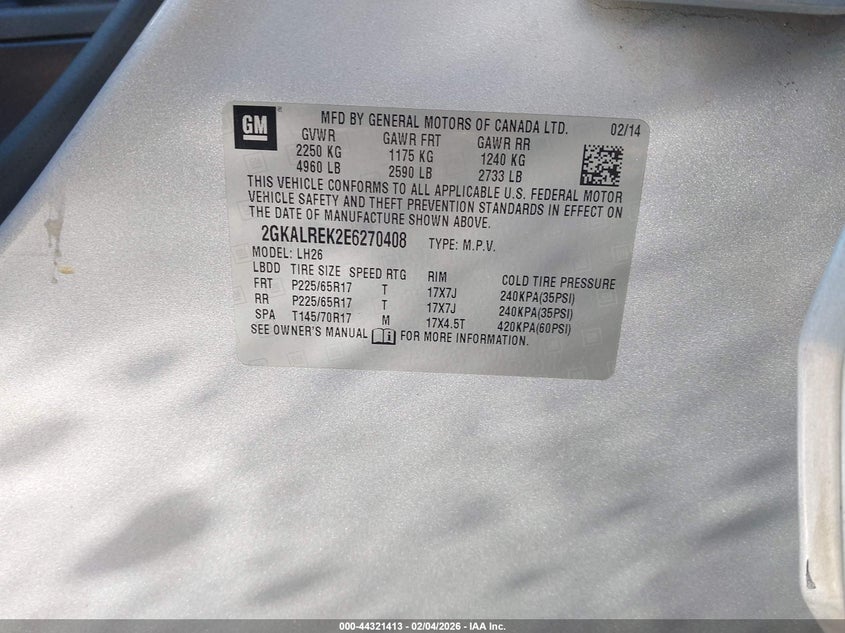 GM
MFD BY GENERAL MOTORS OF CANADA LTD. 02/14
GVWR GAWR FRT GAWR RR
2250 KG 1175 KG 1240 KG
4960 LB 2590 LB 2733 LB
THIS VEHICLE CONFORMS TO ALL APPLICABLE U.S. FEDERAL MOTOR
VEHICLE SAFETY AND THEFT PREVENTION STANDARDS IN EFFECT ON
THE DATE OF MANUFACTURE SHOWN ABOVE.
2GKALREK2E6270408 TYPE: M.P.V.
MODEL: LH26
LBDD TIRE SIZE SPEED RTG RIM COLD TIRE PRESSURE
FRT P225/65R17 T 17X7J 240KPA(35PSI)
RR P225/65R17 T 17X7J 240KPA(35PSI)
SPA T145/70R17 M 17X4.5T 420KPA(60PSI)
SEE OWNER'S MANUAL FOR MORE INFORMATION.
000-44321413 - 02/04/2026 - IAA Inc.